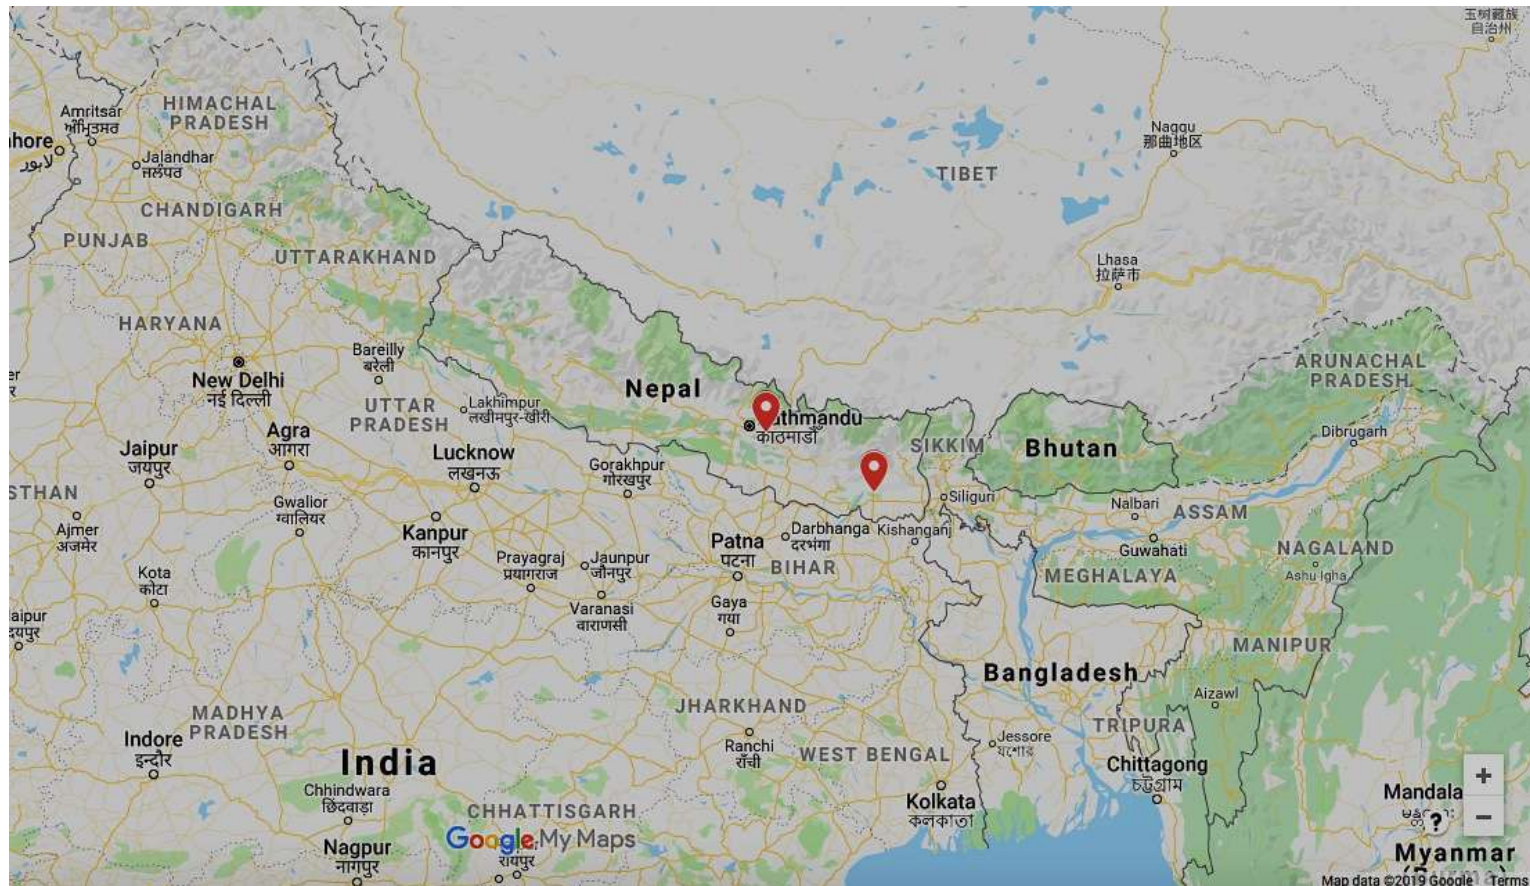 玉树藏族
自治州
Amritsar
ਅੰਮ੍ਰਿਤਸਰ
HIMACHAL
PRADESH
hore
لاہور
Jalandhar
ਜਲੰਧਰ
Nagqu
那曲地区
TIBET
CHANDIGARH
PUNJAB
UTTARAKHAND
Lhasa
拉萨市
HARYANA
Bareilly
बरेली
New Delhi
नई दिल्ली
Nepal
ARUNACHAL
PRADESH
UTTAR
PRADESH
Lakhimpur
लखीमपुर-खीरी
athmandu
काठमाडौं
Agra
आगरा
Jaipur
जयपुर
Lucknow
लखनऊ
SIKKIM
Bhutan
Dibrugarh
Gorakhpur
गोरखपुर
STHAN
Gwalior
ग्वालियर
Siliguri
Nalbari
ASSAM
Ajmer
अजमेर
Kanpur
कानपुर
Patna
पटना
Darbhanga
दरभंगा
Kishanganj
Guwahati
NAGALAND
Prayagraj
प्रयागराज
Jaunpur
जौनपुर
BIHAR
MEGHALAYA
Ashu Igha
Kota
कोटा
Varanasi
वाराणसी
Gaya
गया
aipur
दयपुर
MANIPUR
Bangladesh
Aizawl
MADHYA
PRADESH
JHARKHAND
TRIPURA
Indore
इन्दौर
India
Ranchi
राँची
WEST BENGAL
Jessore
যশোর
Chittagong
চট্টগ্রাম
Chhindwara
छिंदवाड़ा
CHHATTISGARH
Kolkata
কলকাতা
Mandala
Google My Maps
रायपुर
Nagpur
नागपुर
Myanmar
Map data ©2019 Google
Terms